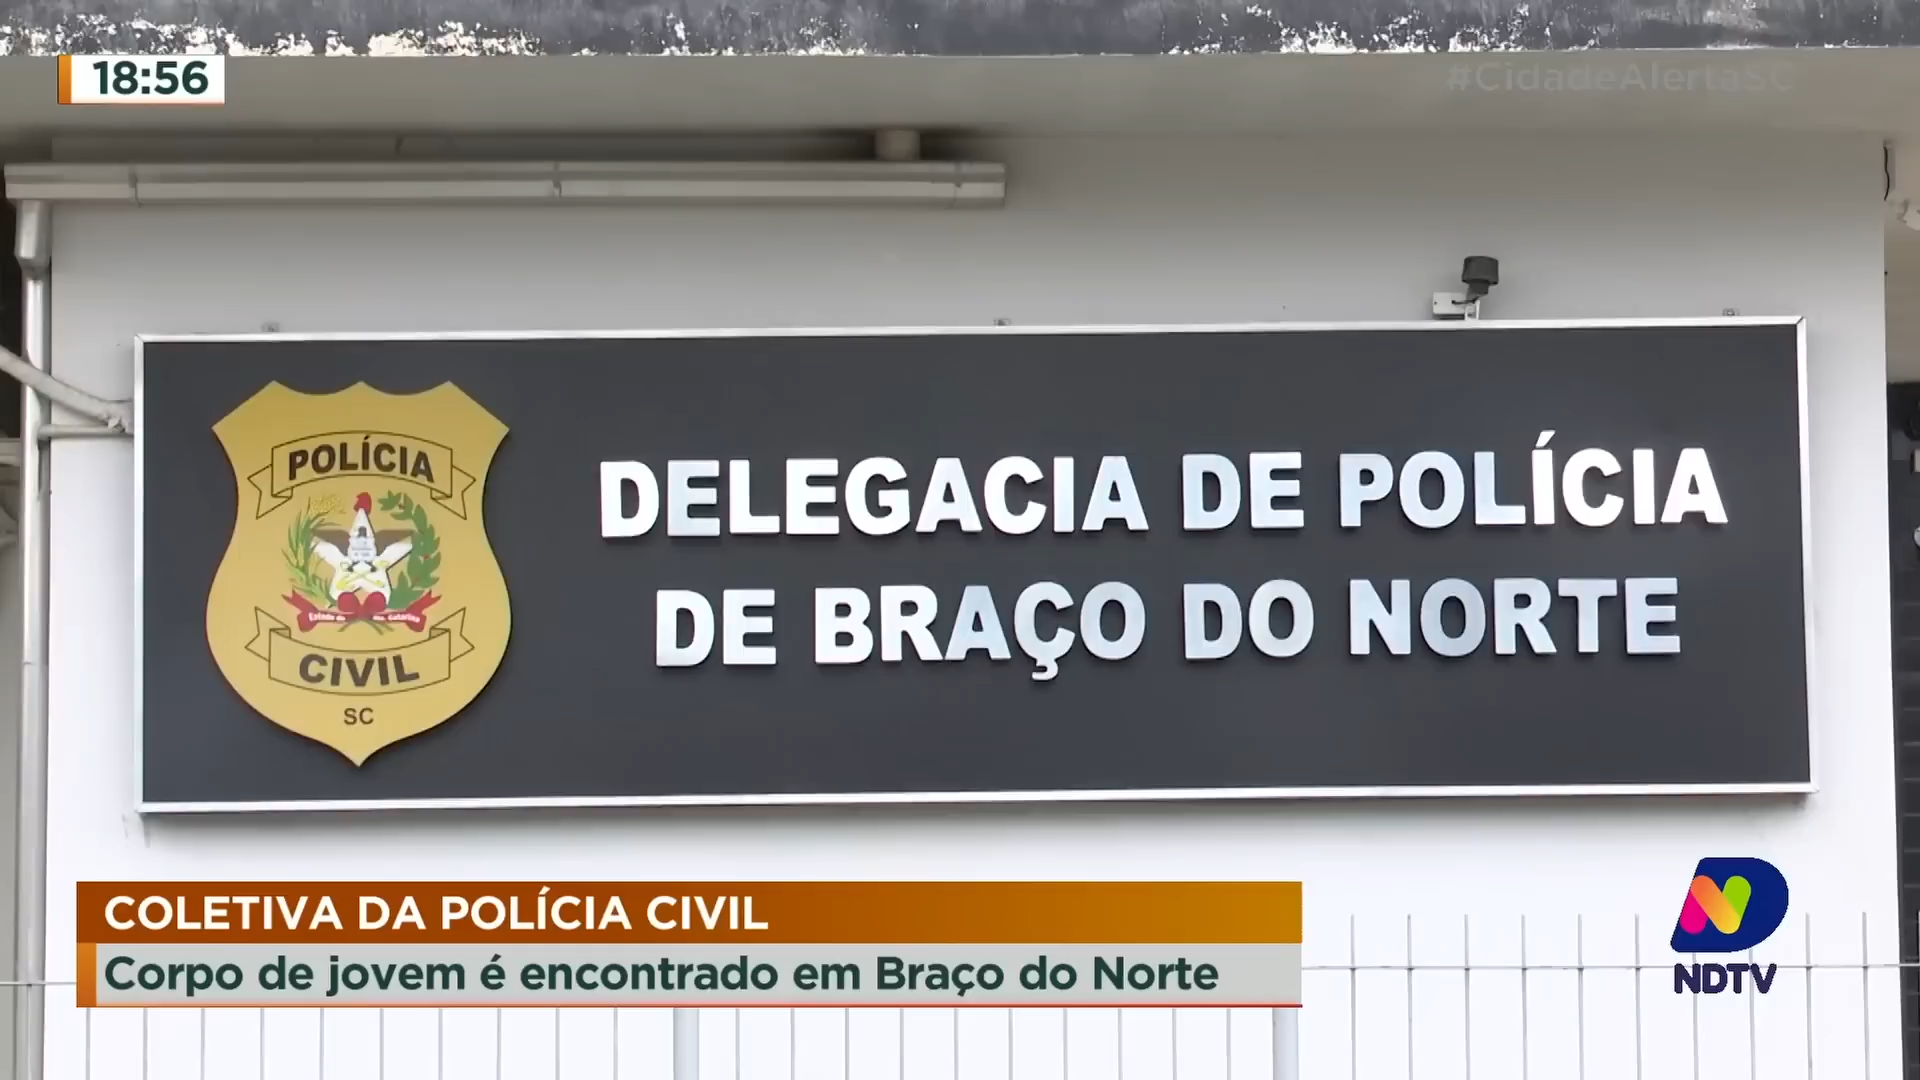 18:56
#CidadeAlertaSC
POLÍCIA
CIVIL
SC
DELEGACIA DE POLÍCIA
DE BRAÇO DO NORTE
COLETIVA DA POLÍCIA CIVIL
Corpo de jovem é encontrado em Braço do Norte
NDTV